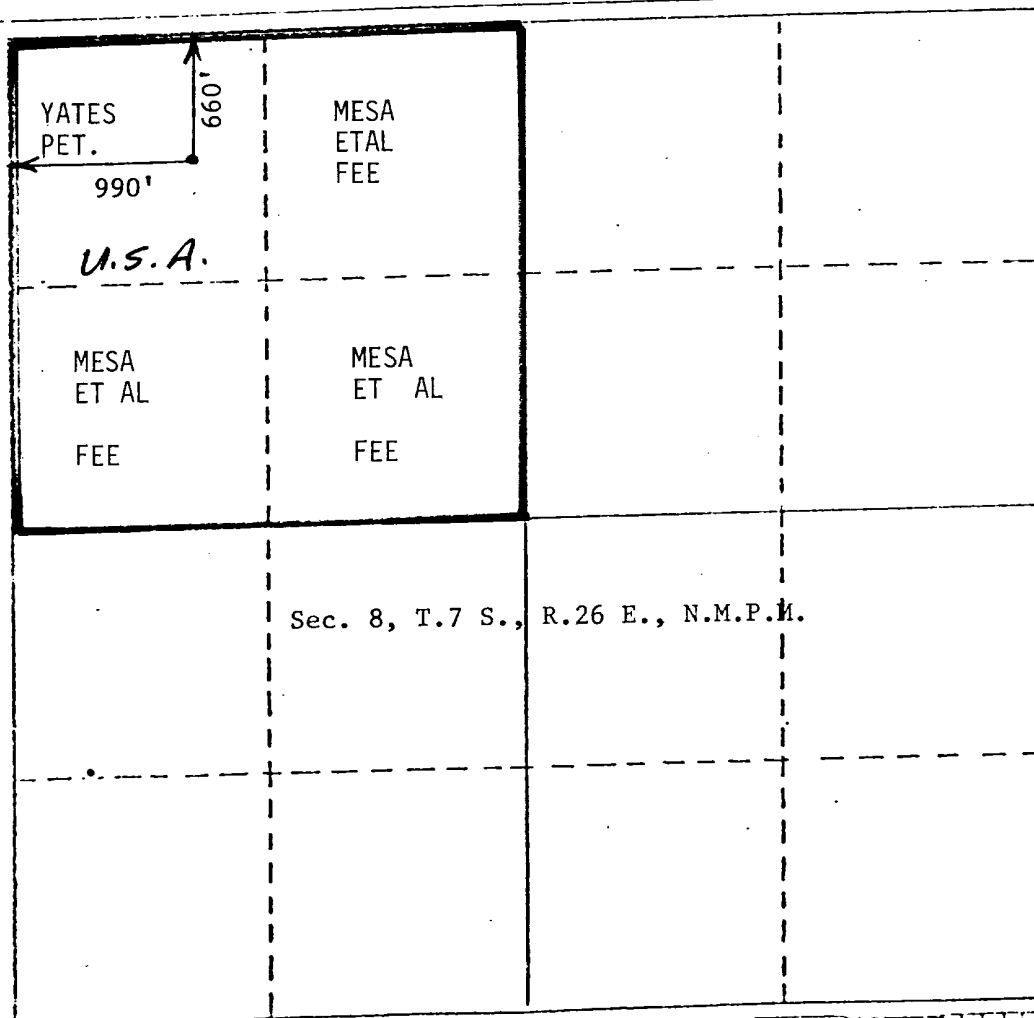 YATES
PET.
660'
990'
U.S.A.
MESA
ETAL
FEE
MESA
ET AL
FEE
MESA
ET AL
FEE
Sec. 8, T.7 S., R.26 E., N.M.P.M.